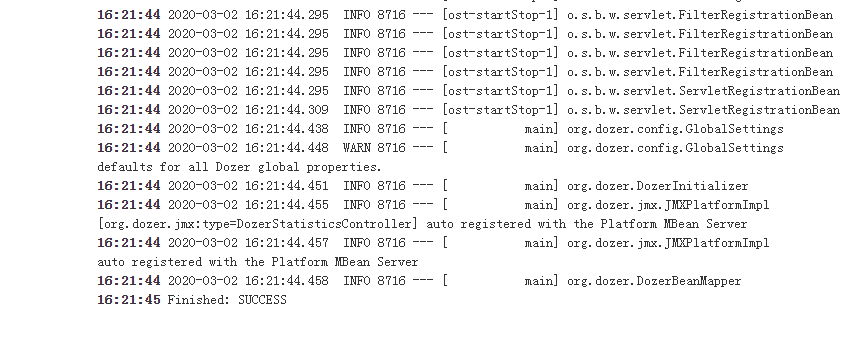 16:21:44 2020-03-02 16:21:44.295  INFO 8716 --- [ost-startStop-1] o.s.b.w.servlet.FilterRegistrationBean
16:21:44 2020-03-02 16:21:44.295  INFO 8716 --- [ost-startStop-1] o.s.b.w.servlet.FilterRegistrationBean
16:21:44 2020-03-02 16:21:44.295  INFO 8716 --- [ost-startStop-1] o.s.b.w.servlet.FilterRegistrationBean
16:21:44 2020-03-02 16:21:44.295  INFO 8716 --- [ost-startStop-1] o.s.b.w.servlet.FilterRegistrationBean
16:21:44 2020-03-02 16:21:44.295  INFO 8716 --- [ost-startStop-1] o.s.b.w.servlet.ServletRegistrationBean
16:21:44 2020-03-02 16:21:44.309  INFO 8716 --- [ost-startStop-1] o.s.b.w.servlet.ServletRegistrationBean
16:21:44 2020-03-02 16:21:44.438  INFO 8716 --- [           main] org.dozer.config.GlobalSettings
16:21:44 2020-03-02 16:21:44.448  WARN 8716 --- [           main] org.dozer.config.GlobalSettings
defaults for all Dozer global properties.
16:21:44 2020-03-02 16:21:44.451  INFO 8716 --- [           main] org.dozer.DozerInitializer
16:21:44 2020-03-02 16:21:44.455  INFO 8716 --- [           main] org.dozer.jmx.JMXPlatformImpl
[org.dozer.jmx:type=DozerStatisticsController] auto registered with the Platform MBean Server
16:21:44 2020-03-02 16:21:44.457  INFO 8716 --- [           main] org.dozer.jmx.JMXPlatformImpl
auto registered with the Platform MBean Server
16:21:44 2020-03-02 16:21:44.458  INFO 8716 --- [           main] org.dozer.DozerBeanMapper
16:21:45 Finished: SUCCESS